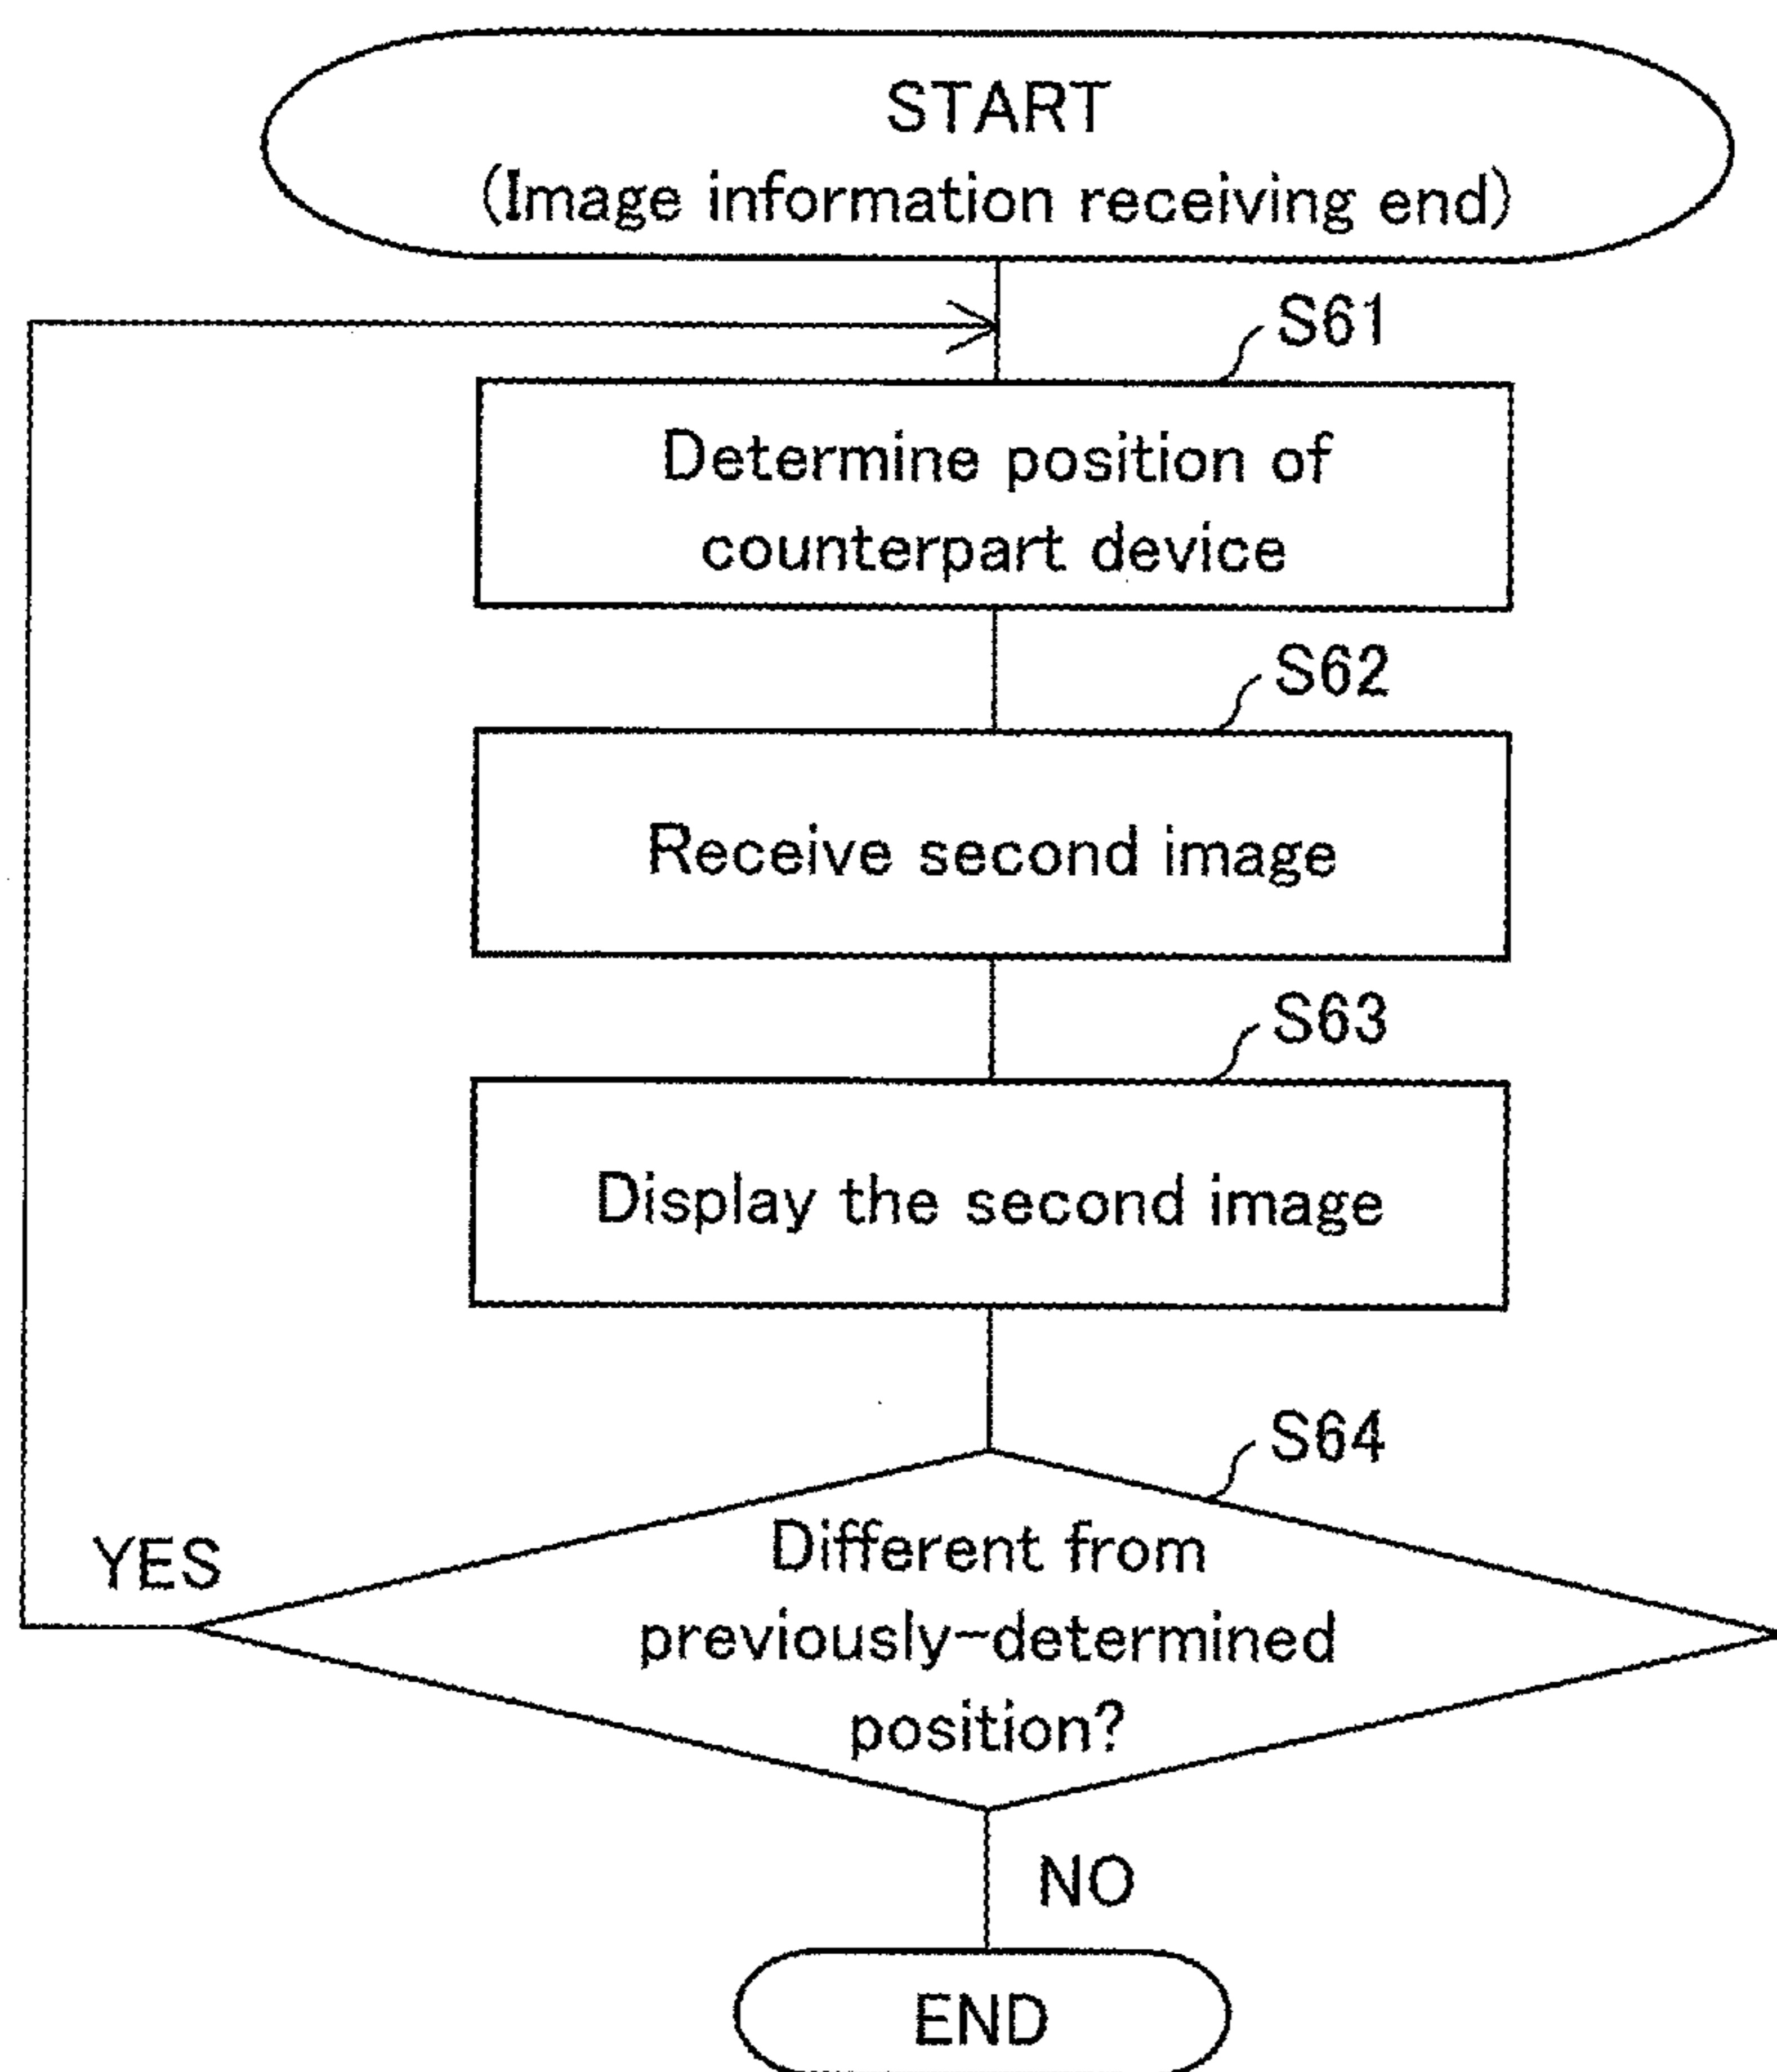 START
(Image information receiving end)
S61
Determine position of
counterpart device
S62
Receive second image
S63
Display the second image
S64
YES
Different from
previously-determined
position?
NO
END